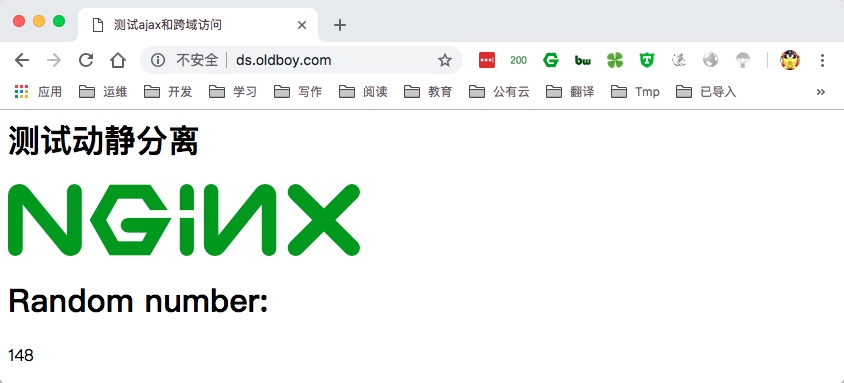 测试ajax和跨域访问
不安全 ds.oldboy.com 200 bw T
应用 运维 开发 学习 写作 阅读 教育 公有云 翻译 Tmp 已导入 »
测试动静分离
NGiNX
Random number:
148